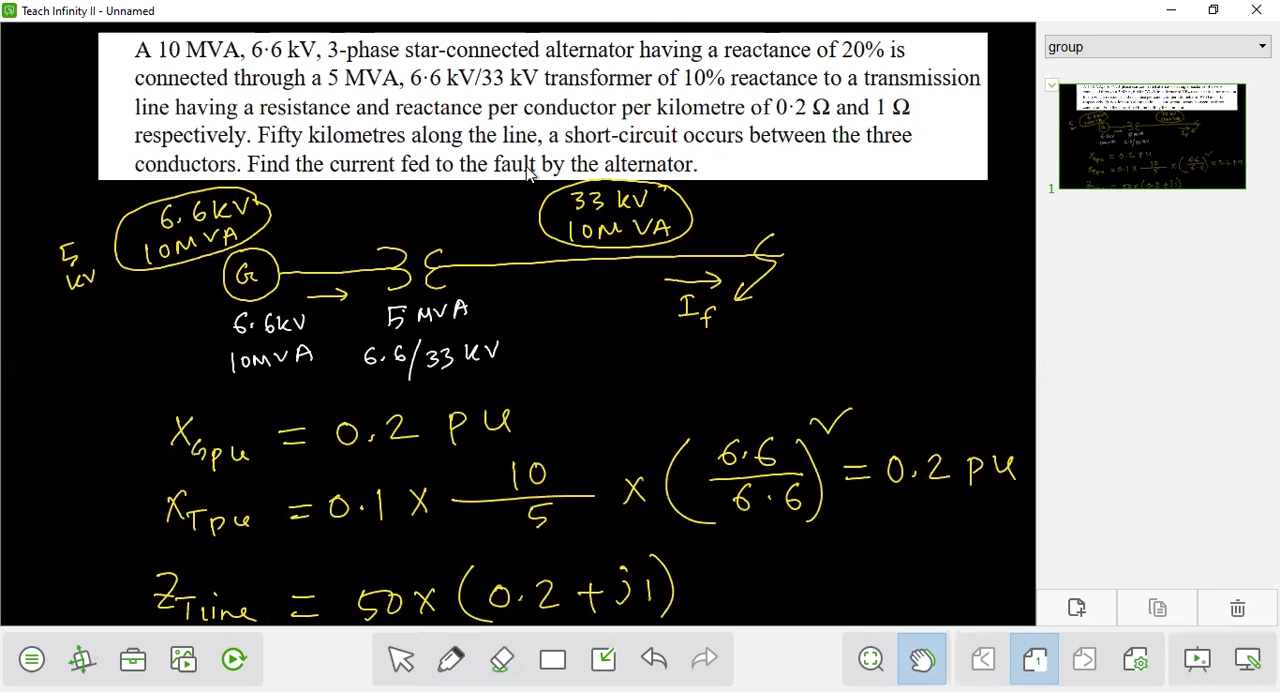 Teach Infinity II - Unnamed
group
A 10 MVA, 6·6 kV, 3-phase star-connected alternator having a reactance of 20% is
connected through a 5 MVA, 6·6 kV/33 kV transformer of 10% reactance to a transmission
line having a resistance and reactance per conductor per kilometre of 0·2 Ω and 1 Ω
respectively. Fifty kilometres along the line, a short-circuit occurs between the three
conductors. Find the current fed to the fault by the alternator.
6.6kV
10MVA
33 kV
10MVA
5
kV
G
If
6.6kV
10MVA
5 MVA
6.6/33 kV
XGpu = 0.2 pu
XTpu = 0.1 × 10/5 × (6.6/6.6)² = 0.2 pu
ZTline = 50 × (0.2 + j1)
1
1